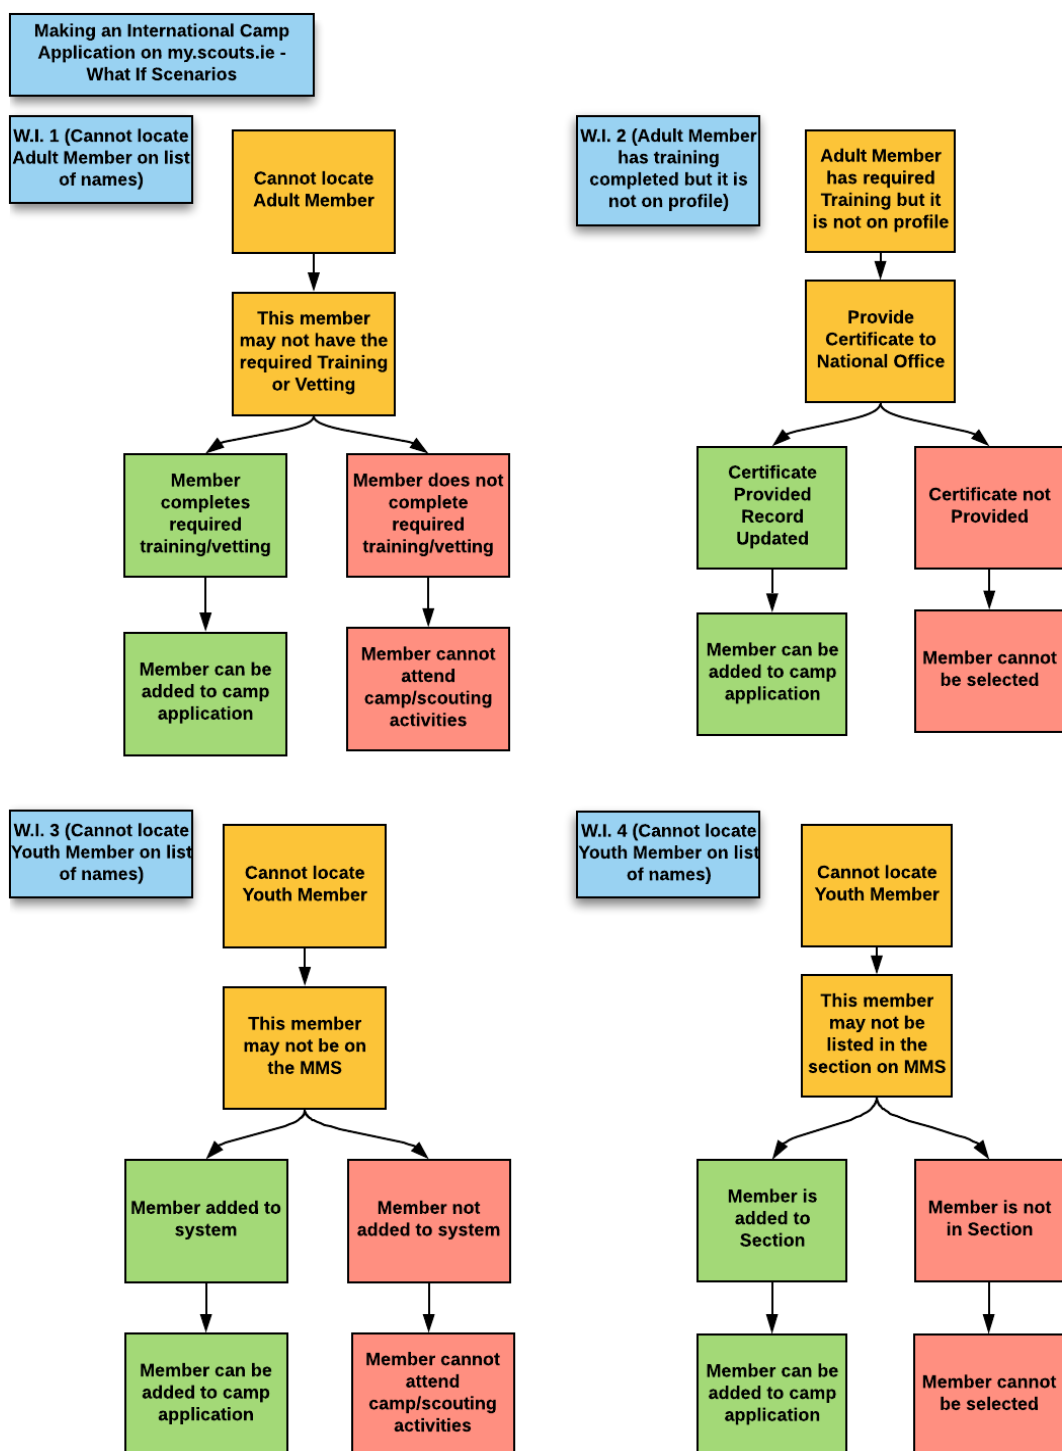 Making an International Camp
Application on my.scouts.ie -
What If Scenarios
W.I. 1 (Cannot locate
Adult Member on list
of names)
Cannot locate
Adult Member
This member
may not have the
required Training
or Vetting
Member
completes
required
training/vetting
Member does not
complete
required
training/vetting
Member can be
added to camp
application
Member cannot
attend
camp/scouting
activities
W.I. 2 (Adult Member
has training
completed but it is
not on profile)
Adult Member
has required
Training but it
is not on profile
Provide
Certificate to
National Office
Certificate
Provided
Record
Updated
Certificate not
Provided
Member can be
added to camp
application
Member cannot
be selected
W.I. 3 (Cannot locate
Youth Member on list
of names)
Cannot locate
Youth Member
This member
may not be on
the MMS
Member added to
system
Member not
added to system
Member can be
added to camp
application
Member cannot
attend
camp/scouting
activities
W.I. 4 (Cannot locate
Youth Member on list
of names)
Cannot locate
Youth Member
This member
may not be
listed in the
section on MMS
Member is
added to
Section
Member is not
in Section
Member can be
added to camp
application
Member cannot
be selected